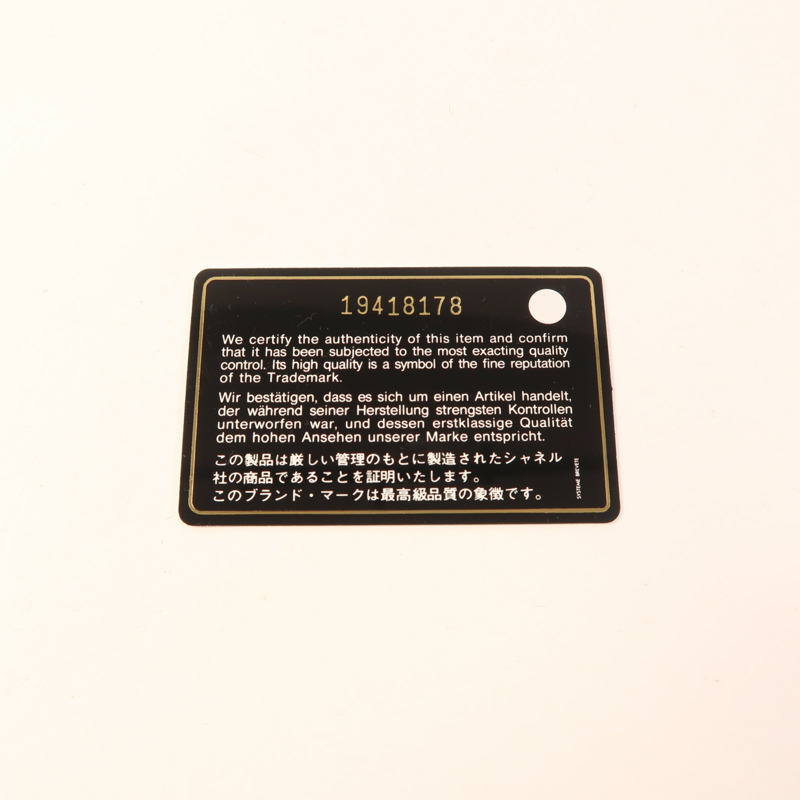 19418178
We certify the authenticity of this item and confirm
that it has been subjected to the most exacting quality
control. Its high quality is a symbol of the fine reputation
of the Trademark.
Wir bestätigen, dass es sich um einen Artikel handelt,
der während seiner Herstellung strengsten Kontrollen
unterworfen war, und dessen erstklassige Qualität
dem hohen Ansehen unserer Marke entspricht.
この製品は厳しい管理のもとに製造されたシャネル
社の商品であることを証明いたします。
このブランド・マークは最高級品質の象徴です。
SYSTEME BREVETE